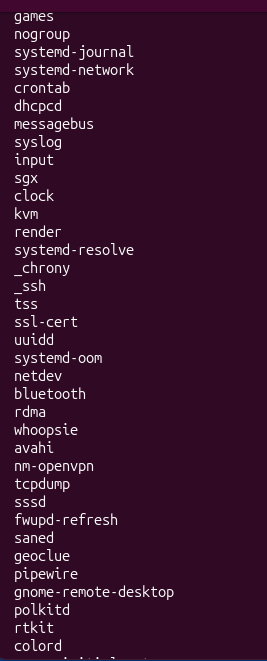 games
nogroup
systemd-journal
systemd-network
crontab
dhcpcd
messagebus
syslog
input
sgx
clock
kvm
render
systemd-resolve
_chrony
_ssh
tss
ssl-cert
uuidd
systemd-oom
netdev
bluetooth
rdma
whoopsie
avahi
nm-openvpn
tcpdump
sssd
fwupd-refresh
saned
geoclue
pipewire
gnome-remote-desktop
polkitd
rtkit
colord